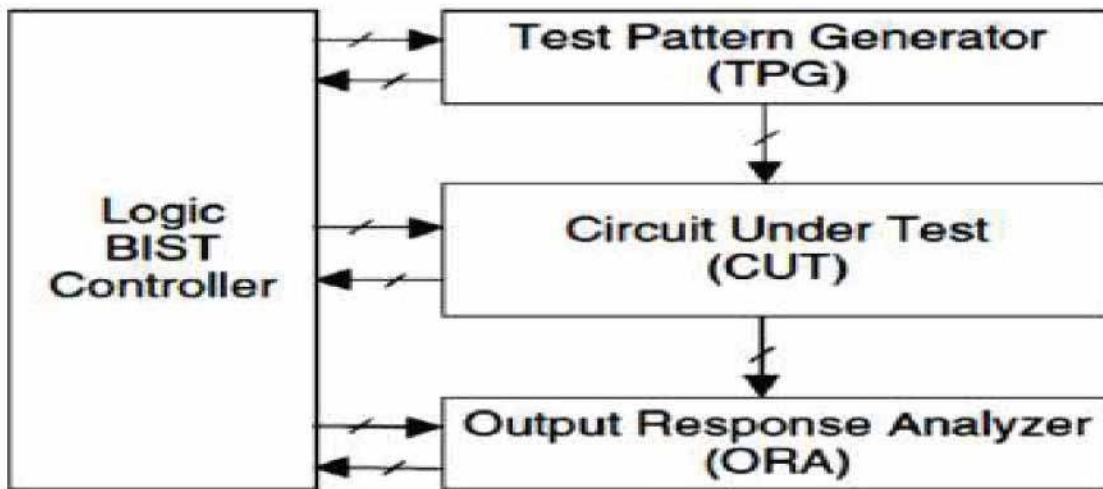 Logic
BIST
Controller
Test Pattern Generator
(TPG)
Circuit Under Test
(CUT)
Output Response Analyzer
(ORA)